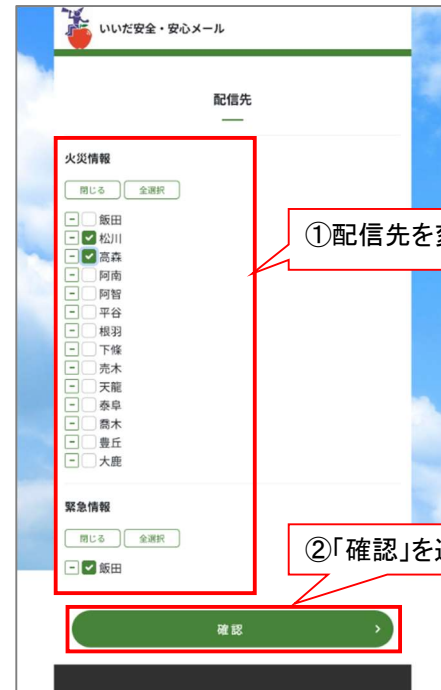 いいだ安全・安心メール
配信先
火災情報
閉じる 全選択
飯田
松川
高森
阿南
阿智
平谷
根羽
下條
売木
天龍
泰阜
喬木
豊丘
大鹿
①配信先を変
緊急情報
閉じる 全選択
飯田
②「確認」を
確認